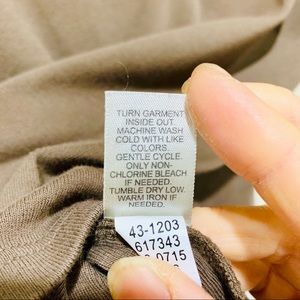 TURN GARMENT
INSIDE OUT.
MACHINE WASH
COLD WITH LIKE
COLORS.
GENTLE CYCLE.
ONLY NON-
CHLORINE BLEACH
IF NEEDED.
TUMBLE DRY LOW.
WARM IRON IF
NEEDED.
43-1203
617343
0715